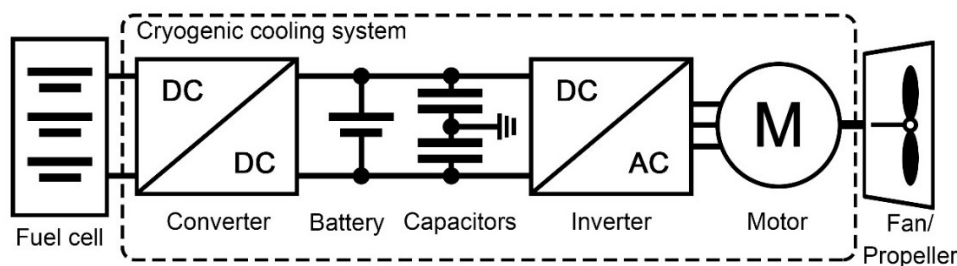 Cryogenic cooling system
DC
DC
DC
AC
M
Fuel cell
Converter
Battery
Capacitors
Inverter
Motor
Fan/
Propeller